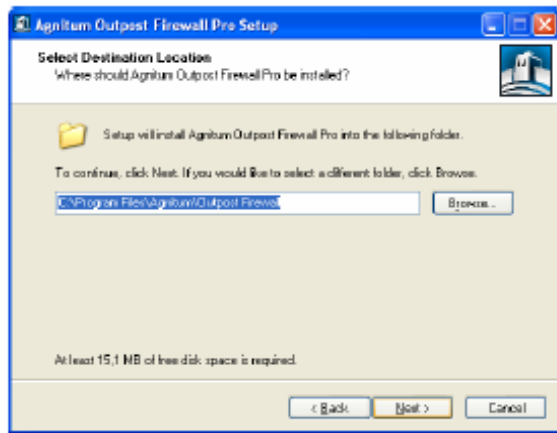 Agnitum Outpost Firewall Pro Setup
Select Destination Location
Where should Agnitum Outpost Firewall Pro be installed?
Setup will install Agnitum Outpost Firewall Pro into the following folder.
To continue, click Next. If you would like to select a different folder, click Browse.
C:\Program Files\Agnitum\Outpost Firewall
Browse...
At least 15,1 MB of free disk space is required.
< Back
Next >
Cancel